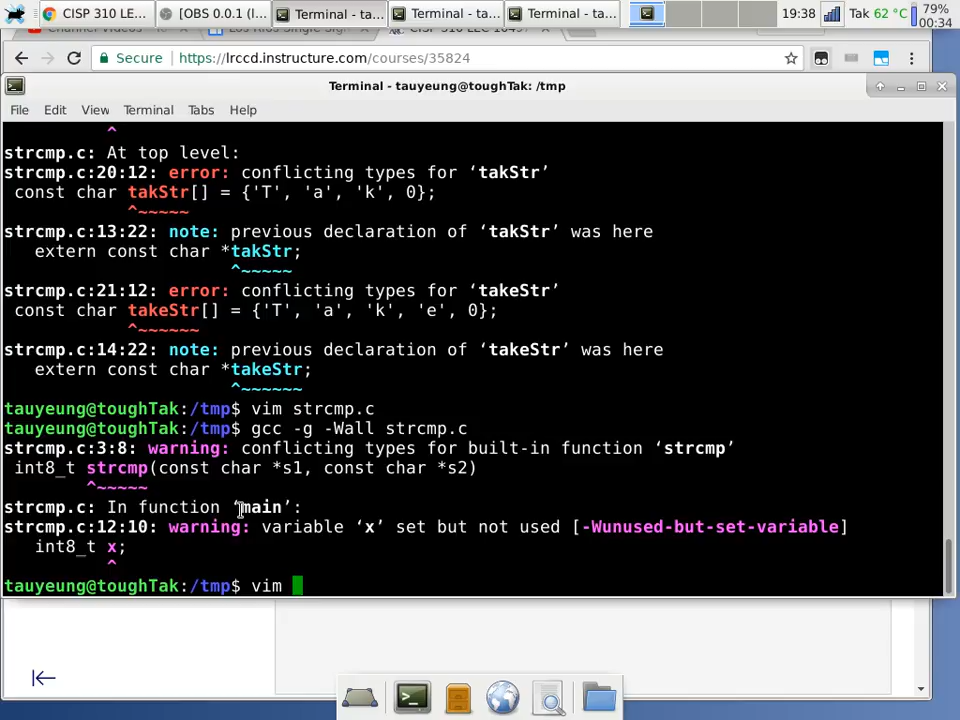 CISP 310 LE...
[OBS 0.0.1 (l...
Terminal - ta...
Terminal - ta...
Terminal - ta...
19:38
Tak 62 °C
79%
00:34
Secure
https://lrccd.instructure.com/courses/35824
Terminal - tauyeung@toughTak: /tmp
File Edit View Terminal Tabs Help
^
strcmp.c: At top level:
strcmp.c:20:12: error: conflicting types for ‘takStr’
const char takStr[] = {'T', 'a', 'k', 0};
^~~~~~
strcmp.c:13:22: note: previous declaration of ‘takStr’ was here
extern const char *takStr;
^~~~~~
strcmp.c:21:12: error: conflicting types for ‘takeStr’
const char takeStr[] = {'T', 'a', 'k', 'e', 0};
^~~~~~~
strcmp.c:14:22: note: previous declaration of ‘takeStr’ was here
extern const char *takeStr;
^~~~~~~
tauyeung@toughTak:/tmp$ vim strcmp.c
tauyeung@toughTak:/tmp$ gcc -g -Wall strcmp.c
strcmp.c:3:8: warning: conflicting types for built-in function ‘strcmp’
int8_t strcmp(const char *s1, const char *s2)
^~~~~~
strcmp.c: In function ‘main’:
strcmp.c:12:10: warning: variable ‘x’ set but not used [-Wunused-but-set-variable]
int8_t x;
^
tauyeung@toughTak:/tmp$ vim